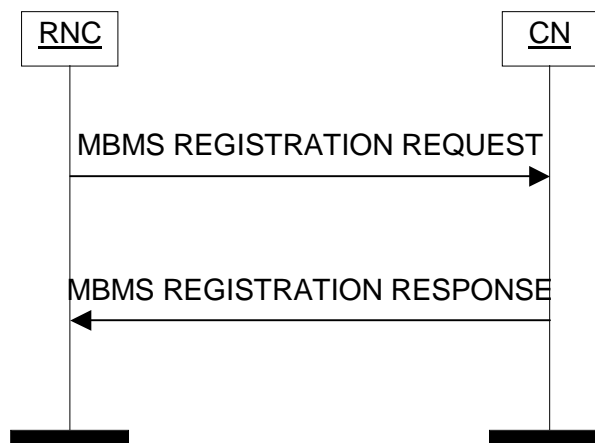 RNC
CN
MBMS REGISTRATION REQUEST
MBMS REGISTRATION RESPONSE